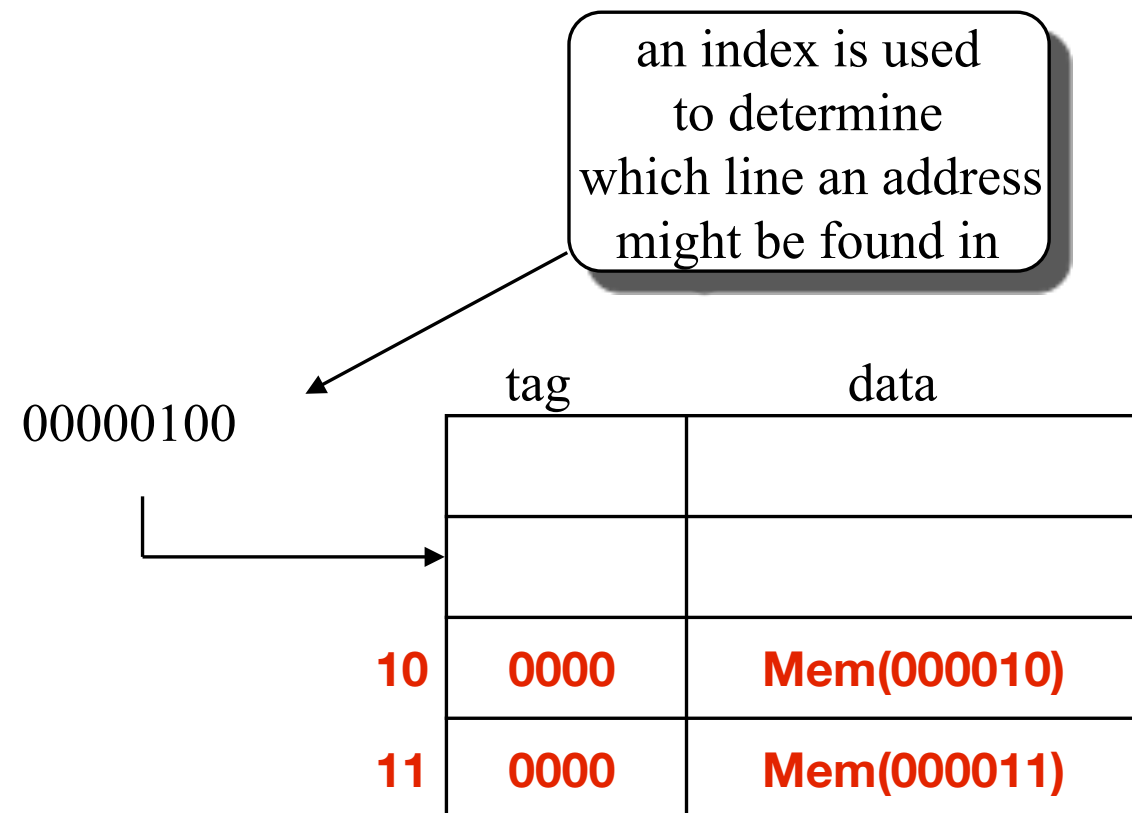 an index is used
to determine
which line an address
might be found in
tag data
00000100
10 0000 Mem(000010)
11 0000 Mem(000011)